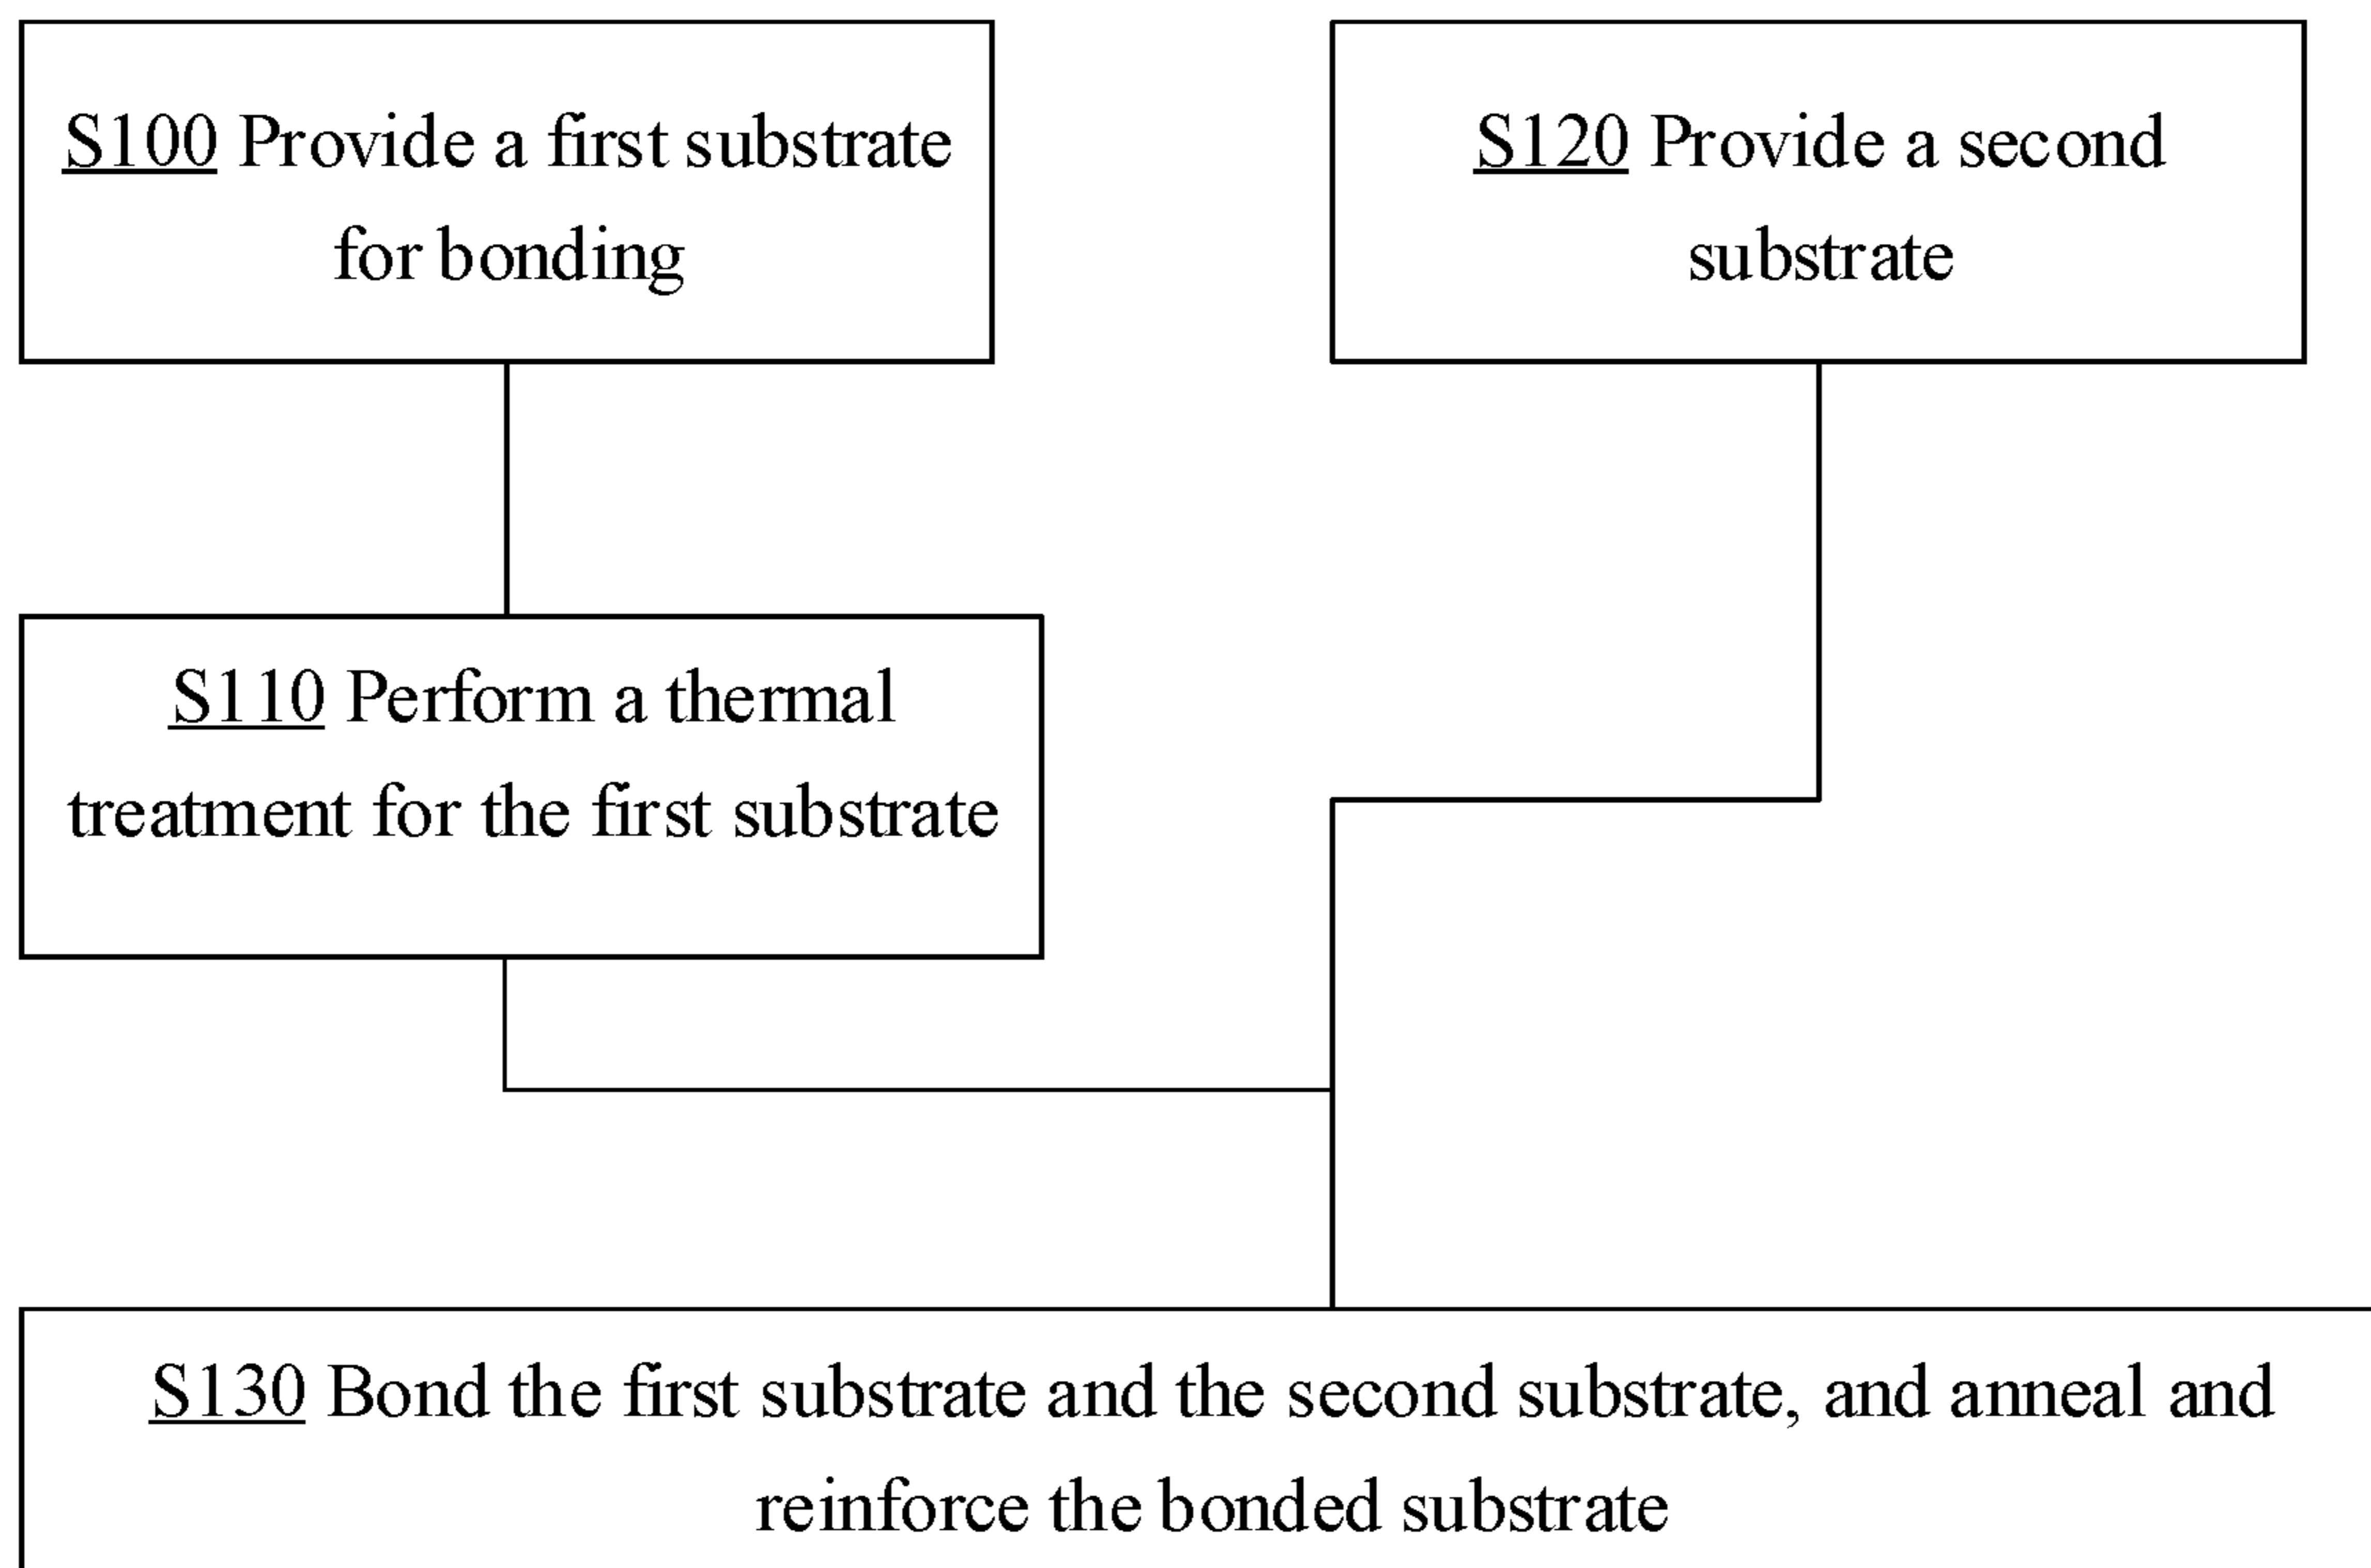 S100 Provide a first substrate
for bonding
S120 Provide a second
substrate
S110 Perform a thermal
treatment for the first substrate
S130 Bond the first substrate and the second substrate, and anneal and
reinforce the bonded substrate